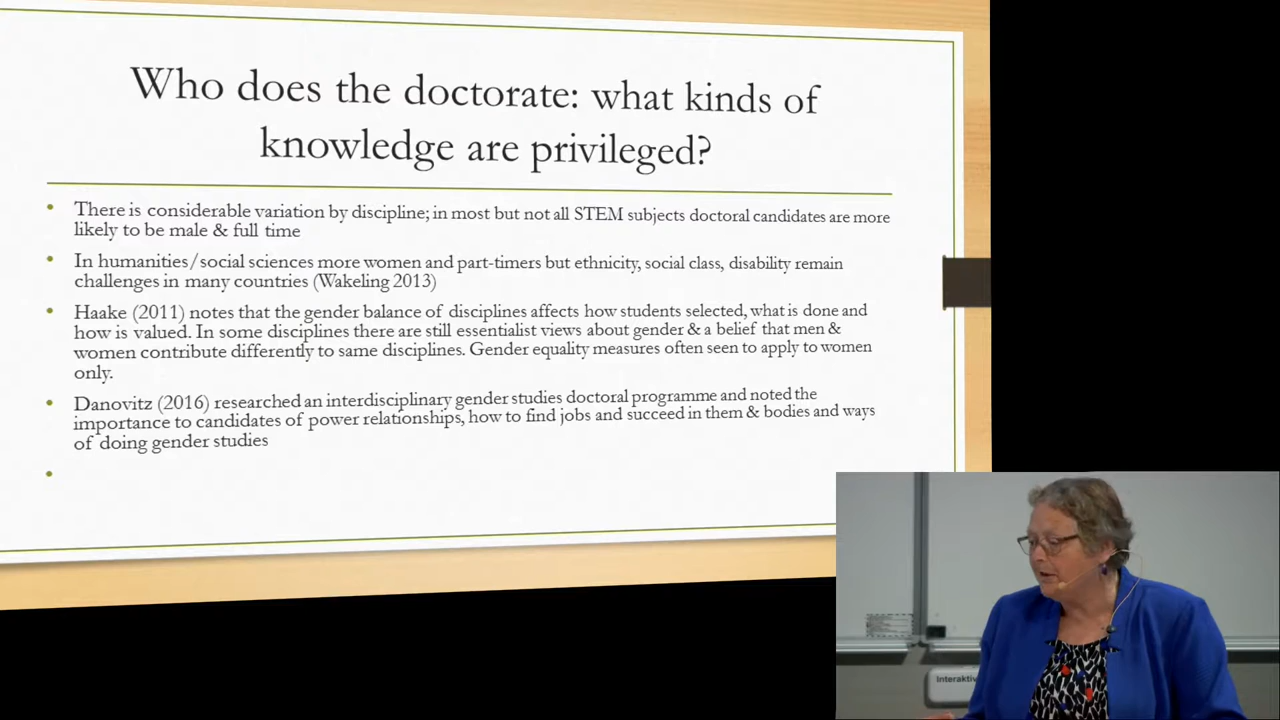 Who does the doctorate: what kinds of
knowledge are privileged?
• There is considerable variation by discipline; in most but not all STEM subjects doctoral candidates are more
likely to be male & full time
• In humanities/social sciences more women and part-timers but ethnicity, social class, disability remain
challenges in many countries (Wakeling 2013)
• Haake (2011) notes that the gender balance of disciplines affects how students selected, what is done and
how is valued. In some disciplines there are still essentialist views about gender & a belief that men &
women contribute differently to same disciplines. Gender equality measures often seen to apply to women
only.
• Danovitz (2016) researched an interdisciplinary gender studies doctoral programme and noted the
importance to candidates of power relationships, how to find jobs and succeed in them & bodies and ways
of doing gender studies
•
Interaktiv